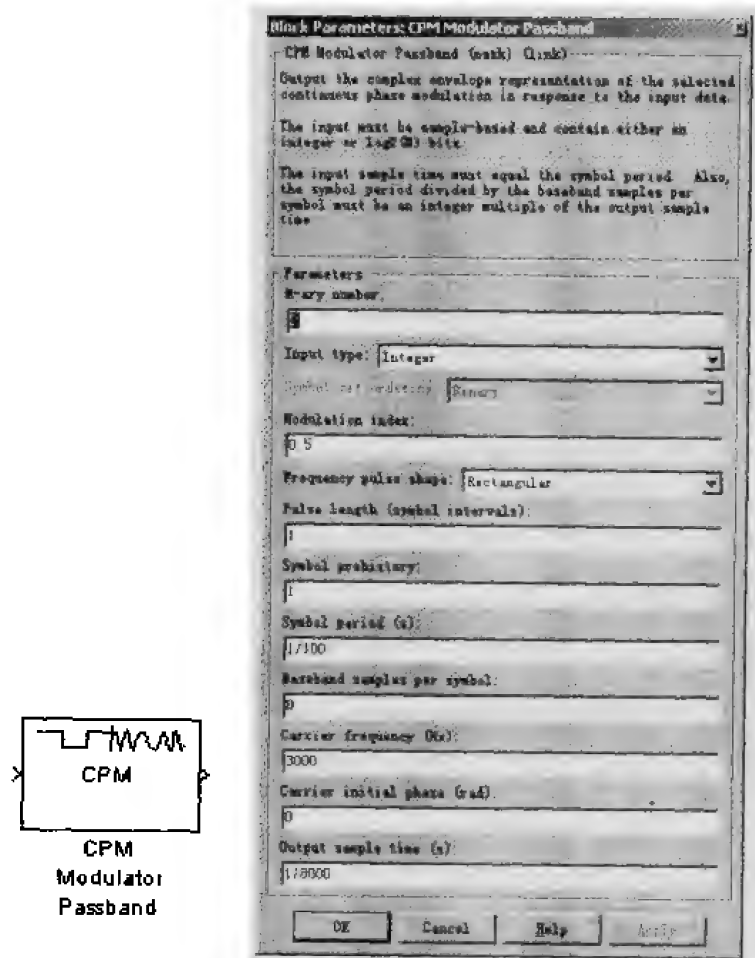 Block Parameters: CPM Modulator Passband
CPM Modulator Passband (mask) (link)
Output the complex envelope representation of the selected
continuous phase modulation in response to the input data.
The input must be sample-based and contain either an
integer or log2(M) bits.
The input sample time must equal the symbol period. Also,
the symbol period divided by the baseband samples per
symbol must be an integer multiple of the output sample
time
Parameters
M-ary number:
Input type: Integer
Symbol set ordering: Binary
Modulation index:
0.5
Frequency pulse shape: Rectangular
Pulse length (symbol intervals):
1
Symbol prehistory:
1
Symbol period (s):
1/100
Baseband samples per symbol:
Carrier frequency (Hz):
3000
Carrier initial phase (rad):
0
Output sample time (s):
1/8000
OK Cancel Help Apply
CPM
CPM
Modulator
Passband